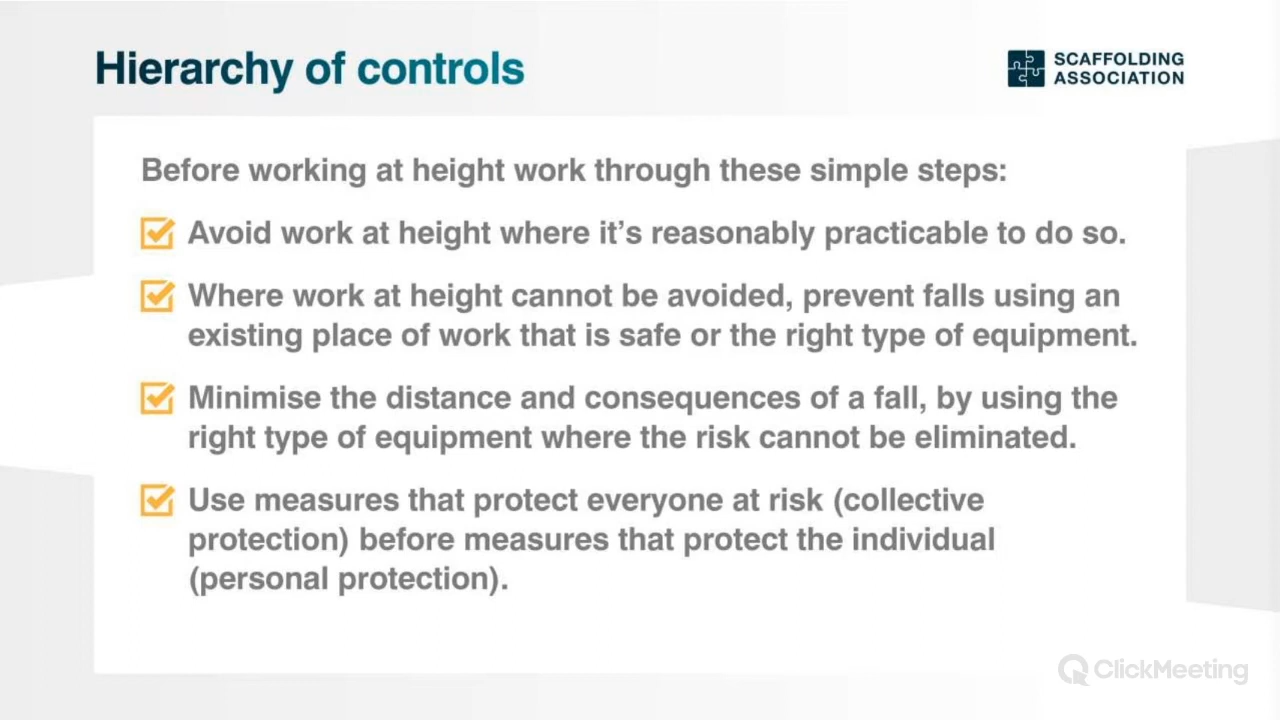 Hierarchy of controls
SCAFFOLDING
ASSOCIATION
Before working at height work through these simple steps:
Avoid work at height where it’s reasonably practicable to do so.
Where work at height cannot be avoided, prevent falls using an
existing place of work that is safe or the right type of equipment.
Minimise the distance and consequences of a fall, by using the
right type of equipment where the risk cannot be eliminated.
Use measures that protect everyone at risk (collective
protection) before measures that protect the individual
(personal protection).
ClickMeeting